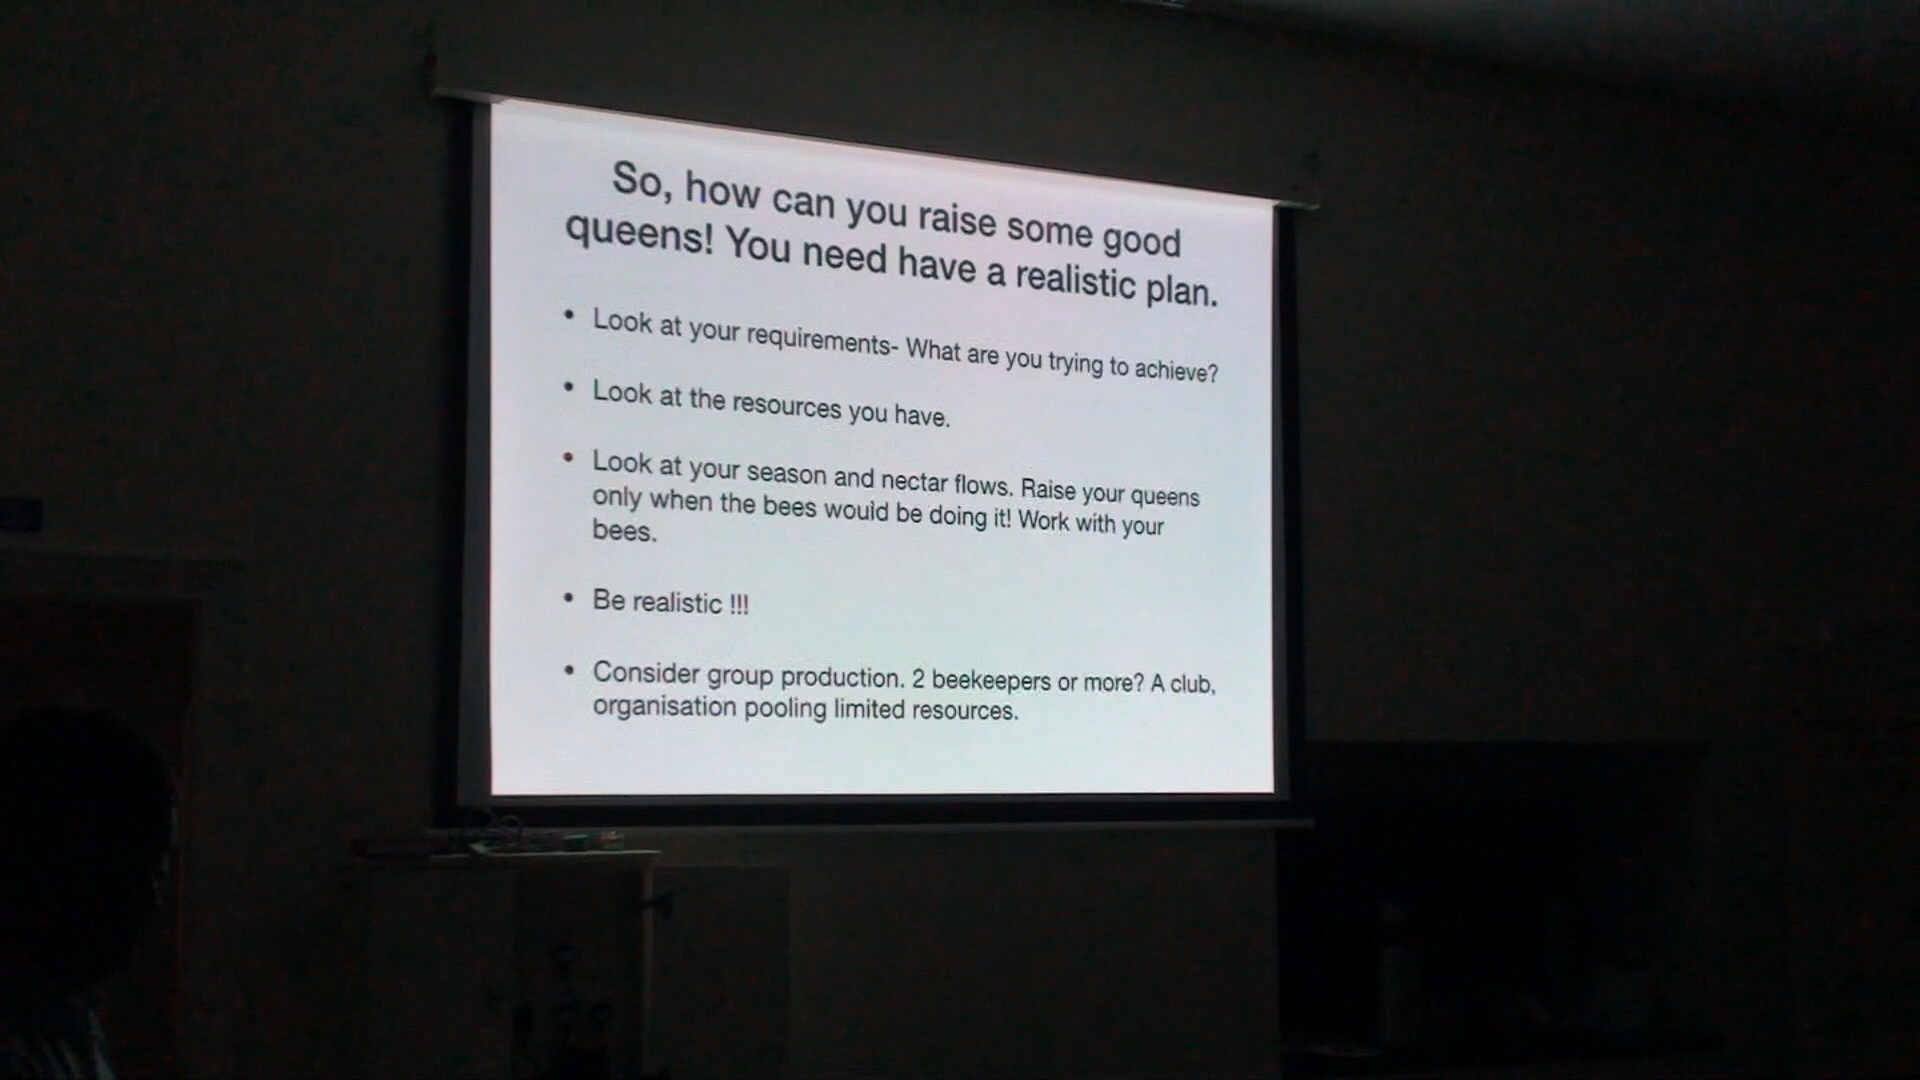 So, how can you raise some good
queens! You need have a realistic plan.
• Look at your requirements- What are you trying to achieve?
• Look at the resources you have.
• Look at your season and nectar flows. Raise your queens
only when the bees would be doing it! Work with your
bees.
• Be realistic !!!
• Consider group production. 2 beekeepers or more? A club,
organisation pooling limited resources.